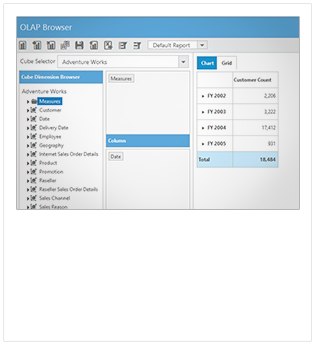 OLAP Browser
Default Report
Cube Selector
Adventure Works
Cube Dimension Browser
Adventure Works
Measures
Customer
Date
Delivery Date
Employee
Geography
Internet Sales Order Details
Product
Promotion
Reseller
Reseller Sales Order Details
Sales Channel
Sales Reason
Measures
Column
Date
Chart Grid
Customer Count
FY 2002 2,206
FY 2003 3,222
FY 2004 17,412
FY 2005 931
Total 18,484